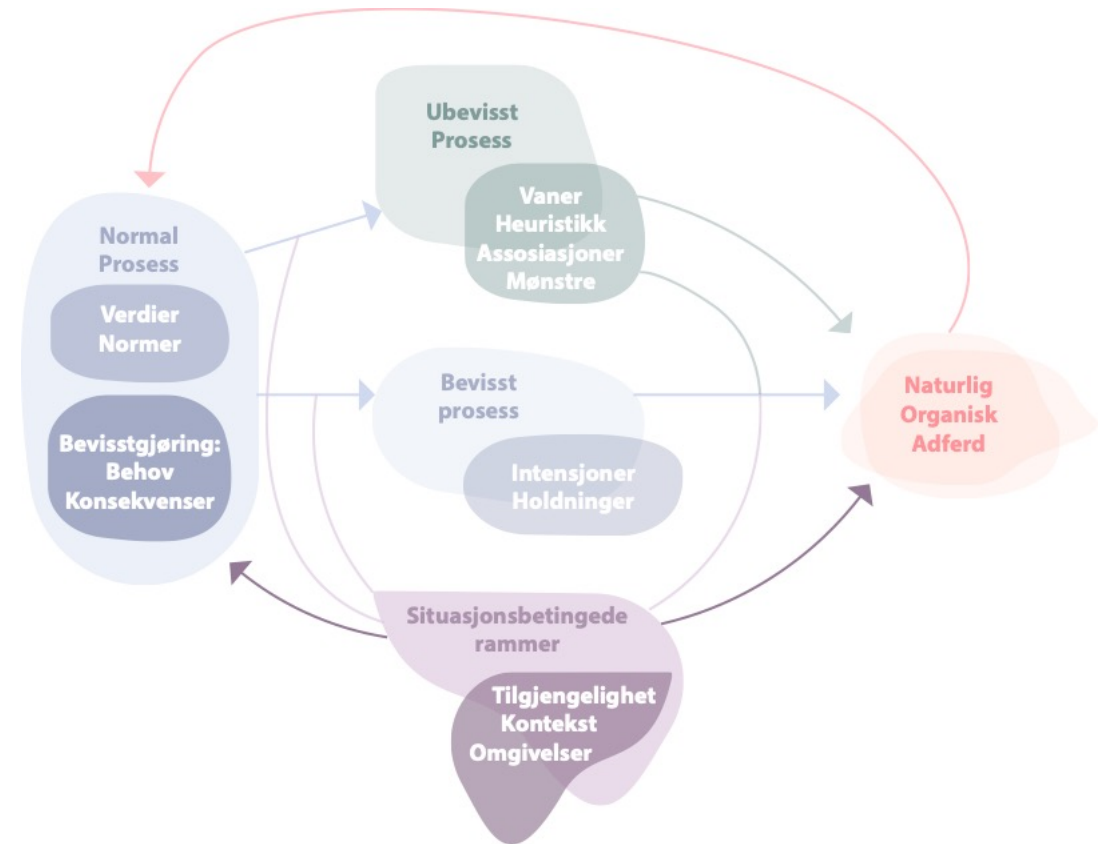 Ubevisst
Prosess
Vaner
Heuristikk
Assosiasjoner
Mønstre
Normal
Prosess
Verdier
Normer
Bevisstgjøring:
Behov
Konsekvenser
Bevisst
prosess
Intensjoner
Holdninger
Naturlig
Organisk
Adferd
Situasjonsbetingede
rammer
Tilgjengelighet
Kontekst
Omgivelser